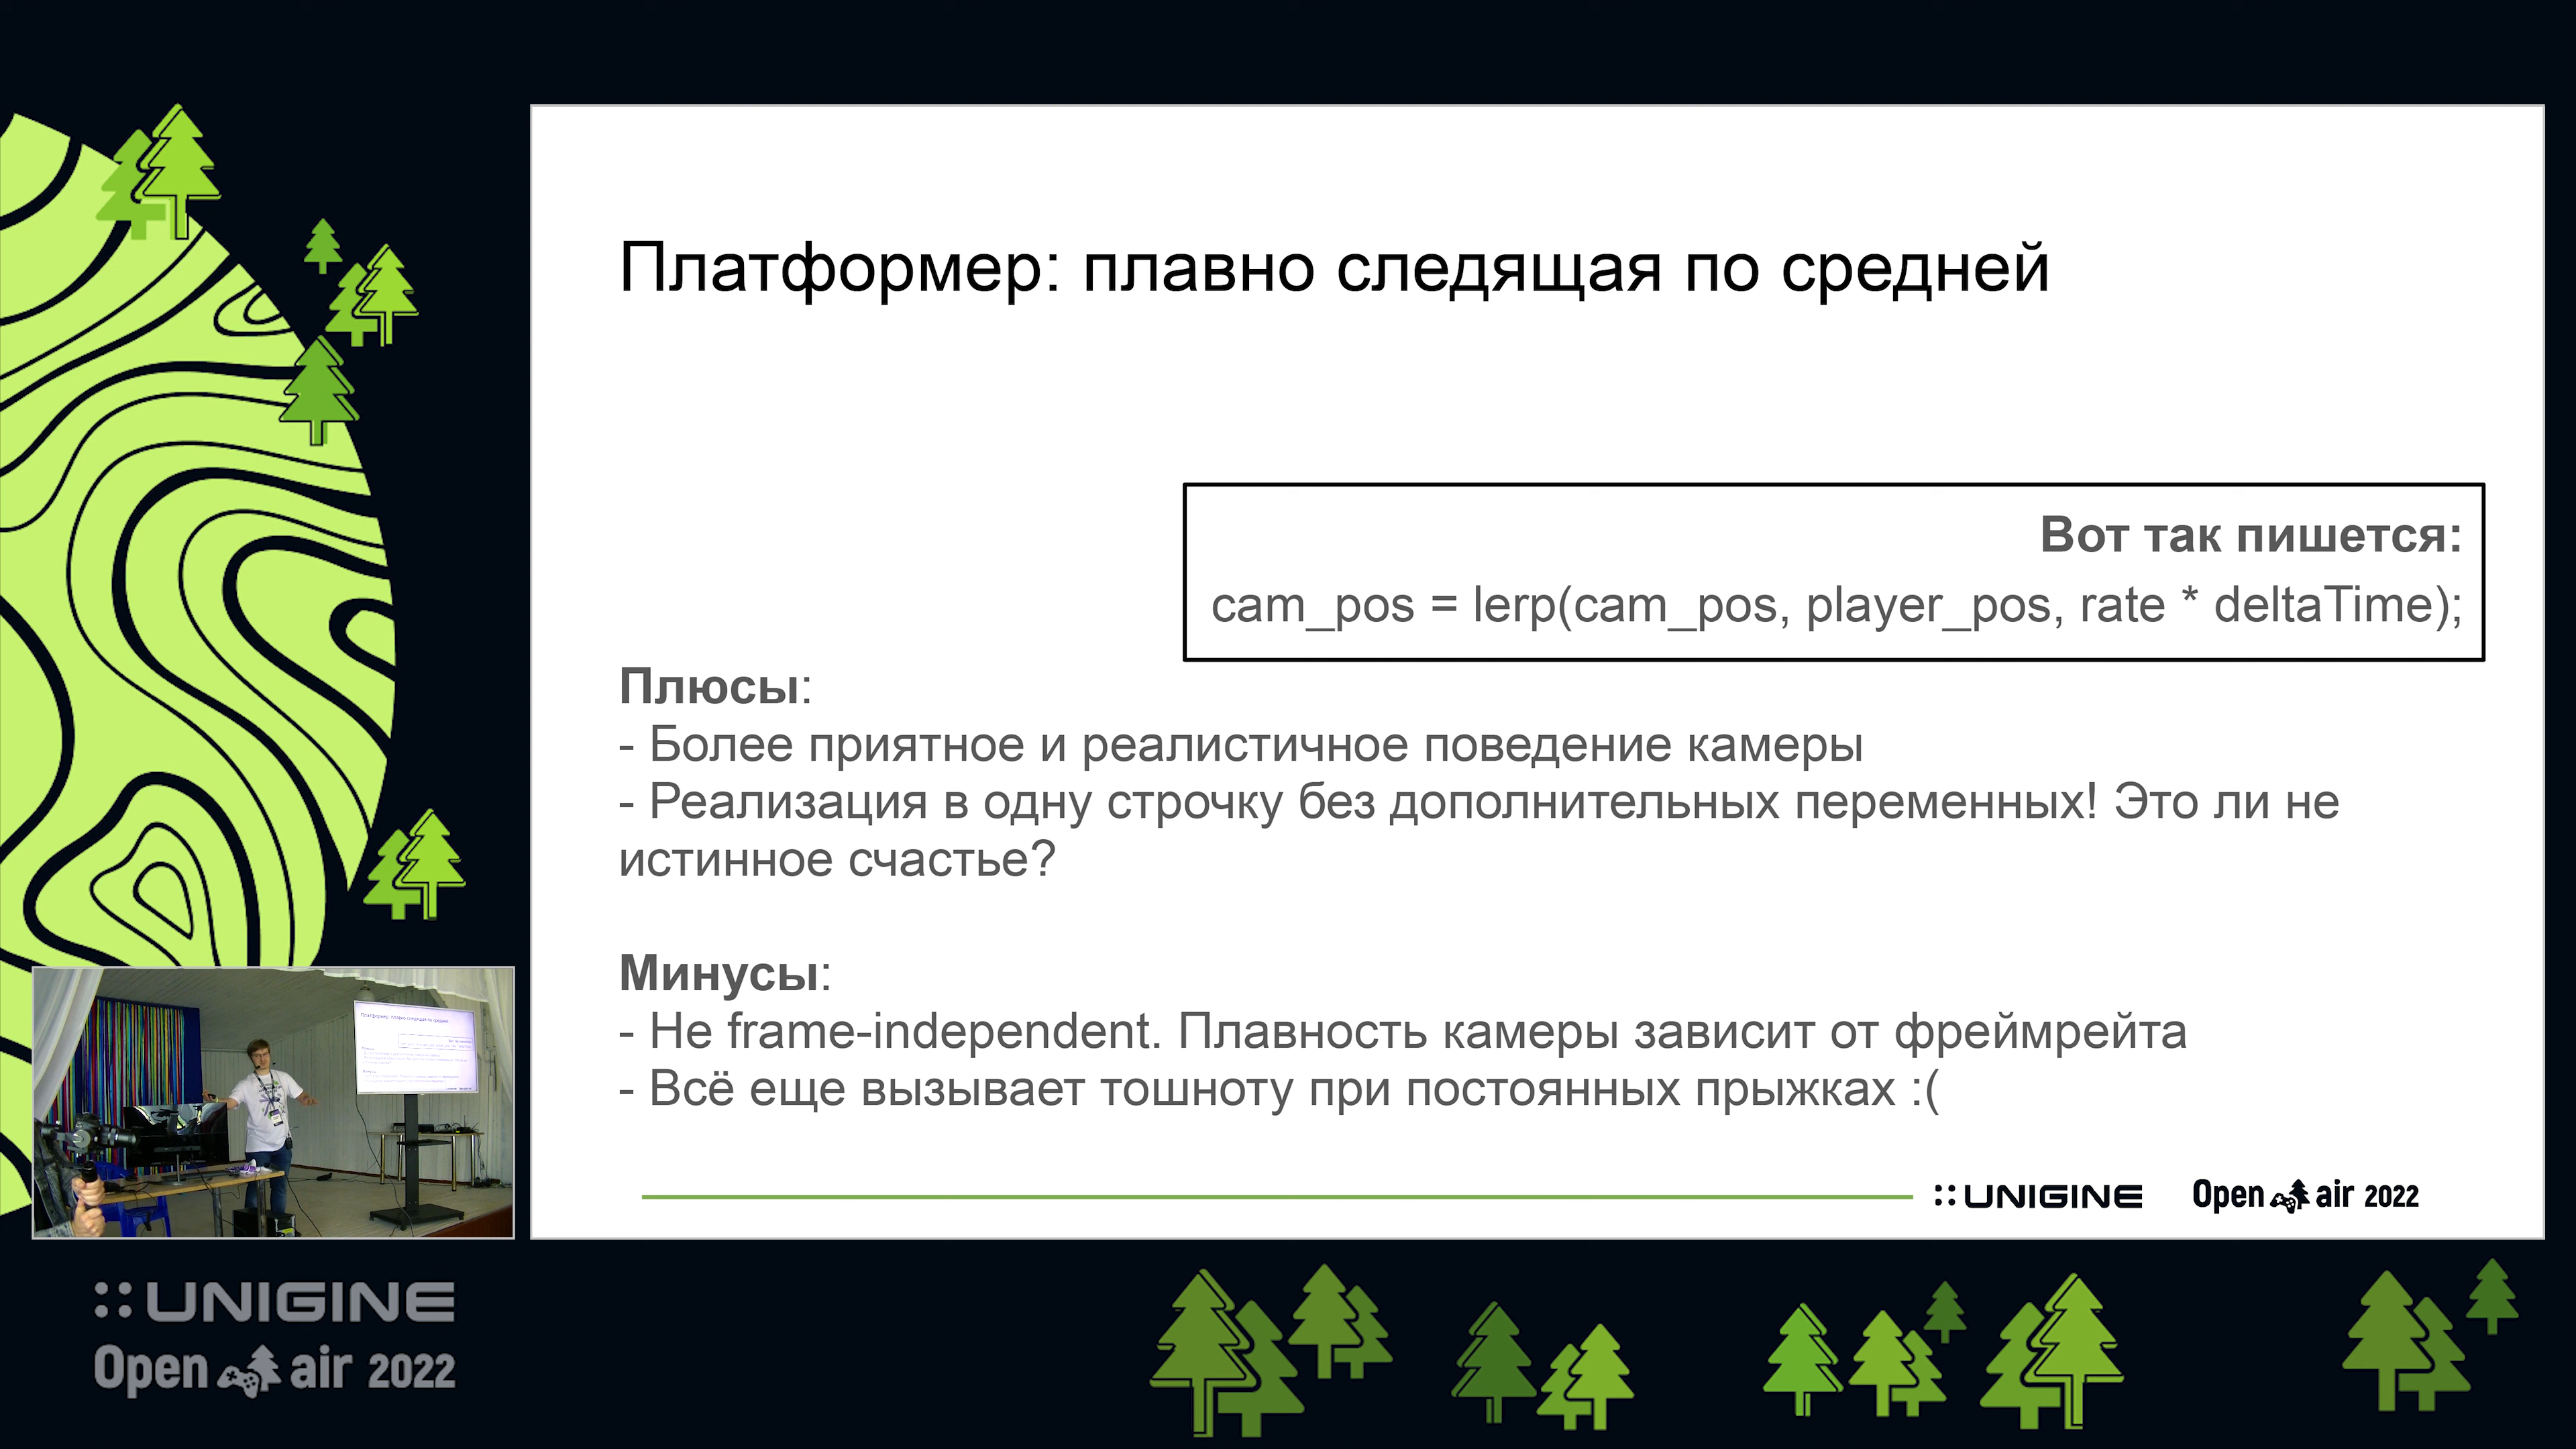 Платформер: плавно следящая по средней
Вот так пишется:
cam_pos = lerp(cam_pos, player_pos, rate * deltaTime);
Плюсы:
- Более приятное и реалистичное поведение камеры
- Реализация в одну строчку без дополнительных переменных! Это ли не
истинное счастье?
Минусы:
- Не frame-independent. Плавность камеры зависит от фреймрейта
- Всё еще вызывает тошноту при постоянных прыжках :(
UNIGINE Open air 2022
UNIGINE
Open air 2022